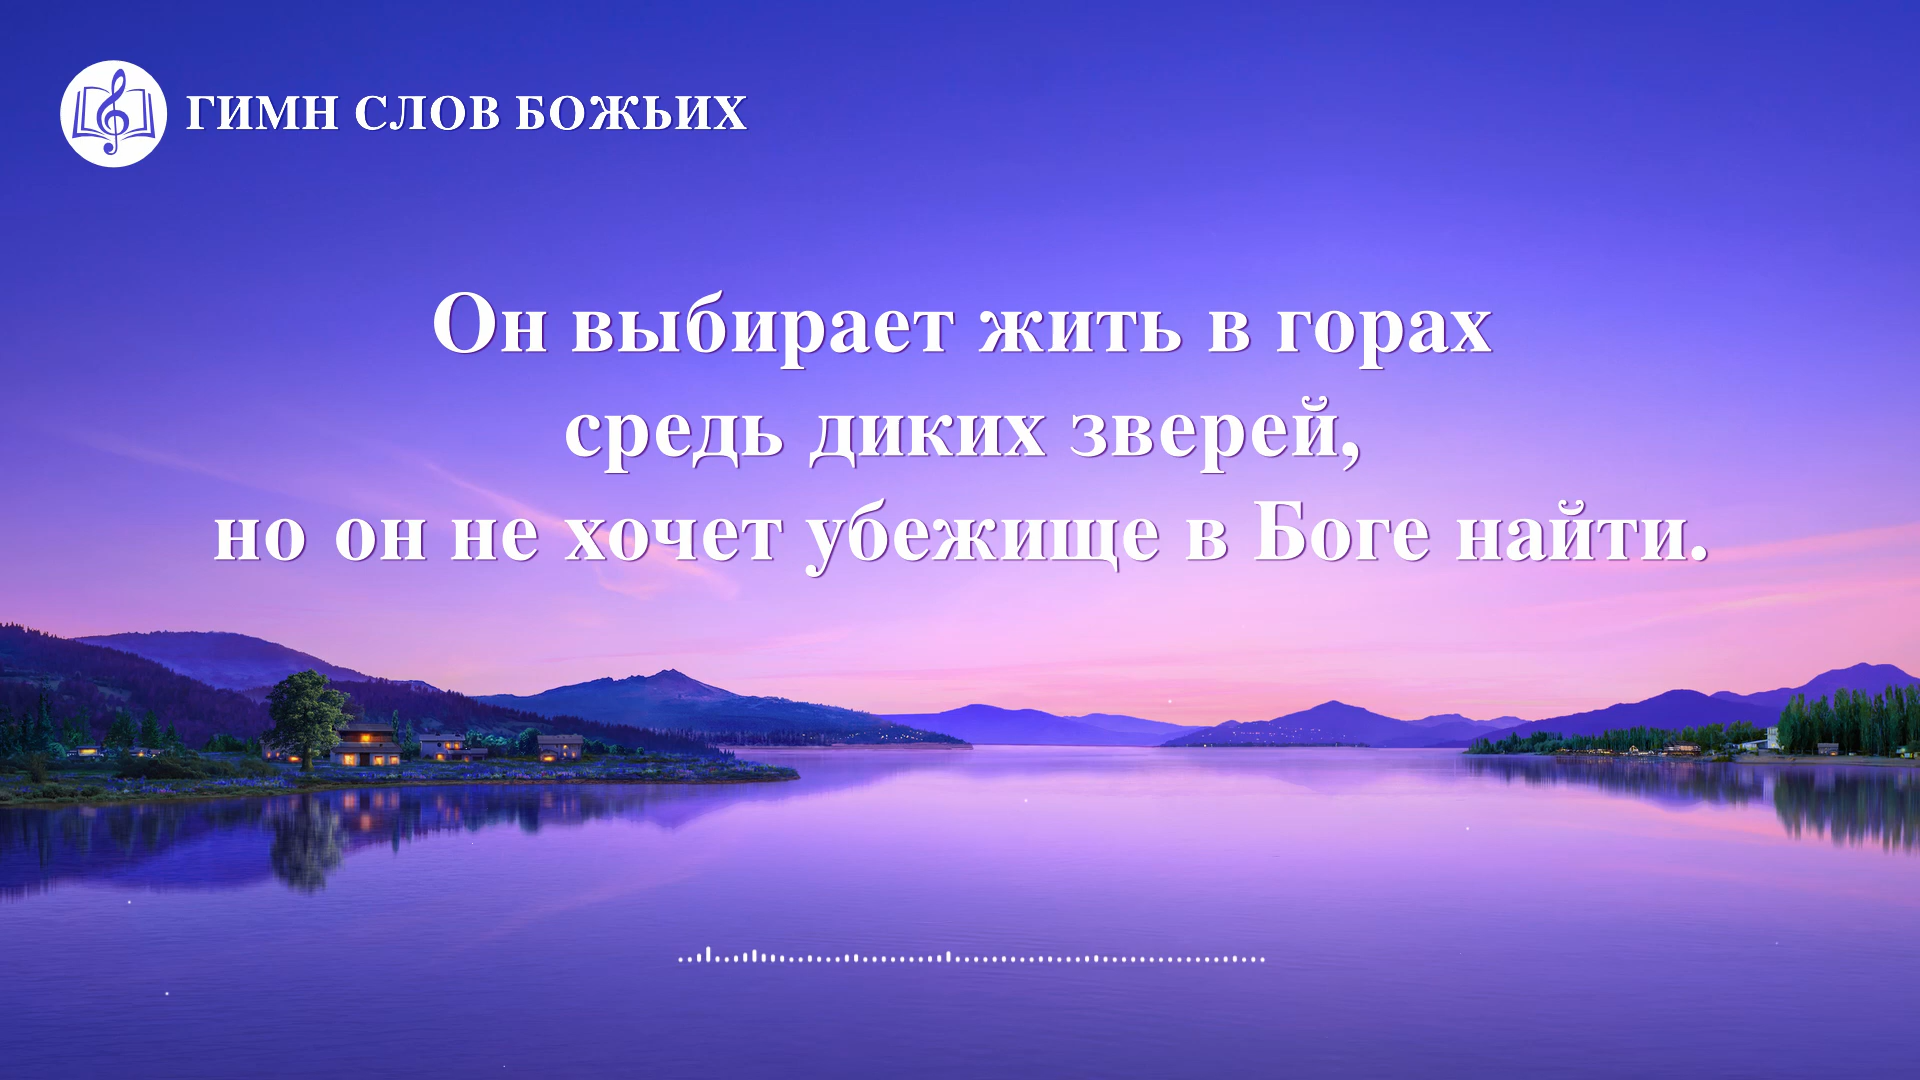 ГИМН СЛОВ БОЖЬИХ
Он выбирает жить в горах
средь диких зверей,
но он не хочет убежище в Боге найти.